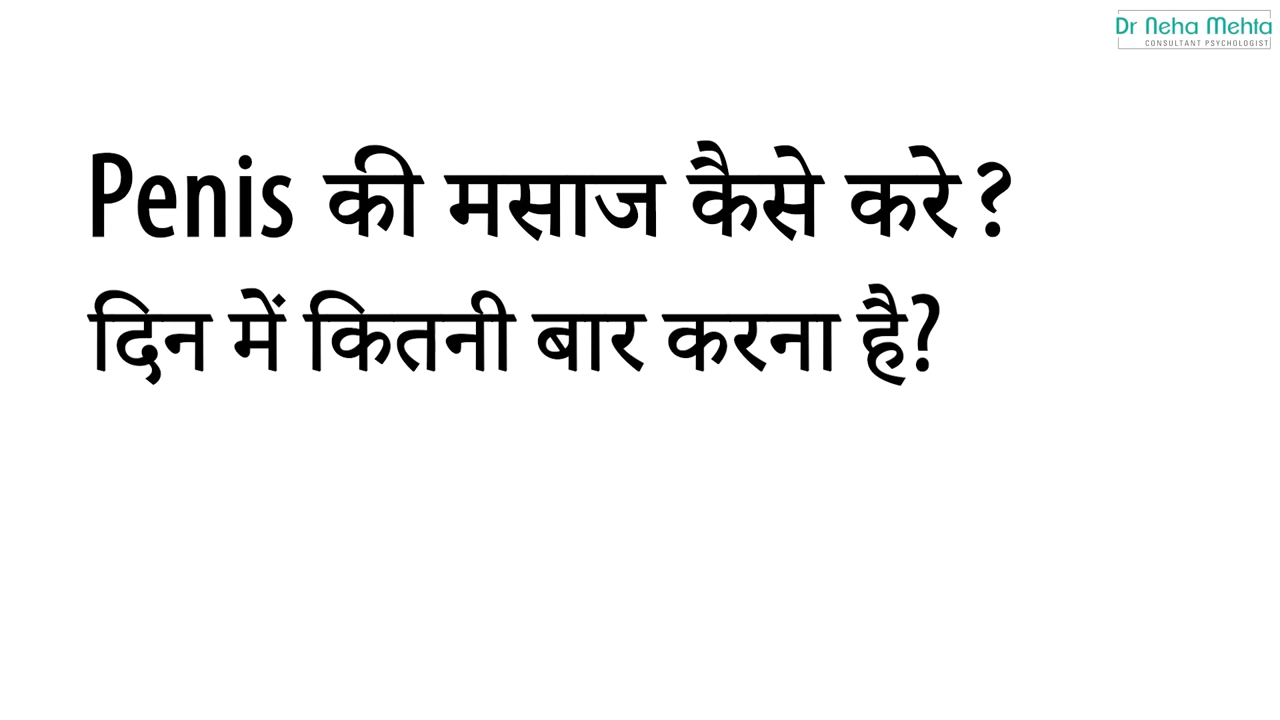 Dr Neha Mehta
CONSULTANT PSYCHOLOGIST
Penis की मसाज कैसे करे ?
दिन में कितनी बार करना है?